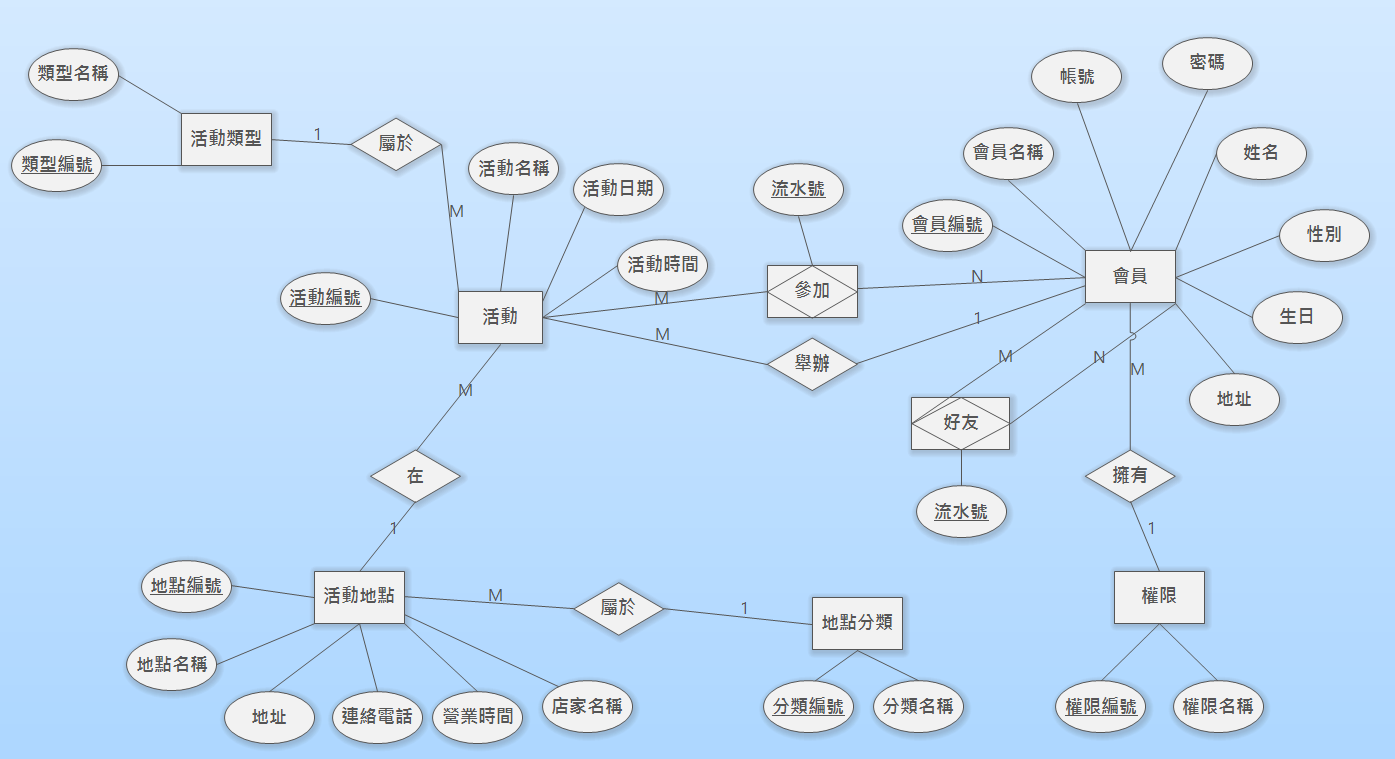 密碼
帳號
類型名稱
活動類型
1
屬於
會員名稱
姓名
類型編號
活動名稱
活動日期
流水號
M
會員編號
性別
活動時間
會員
活動編號
參加
N
M
活動
1
生日
M
舉辦
M
N
M
M
地址
好友
在
擁有
流水號
1
1
地點編號
活動地點
M
屬於
1
地點分類
權限
地點名稱
地址
連絡電話
營業時間
店家名稱
分類編號
分類名稱
權限編號
權限名稱